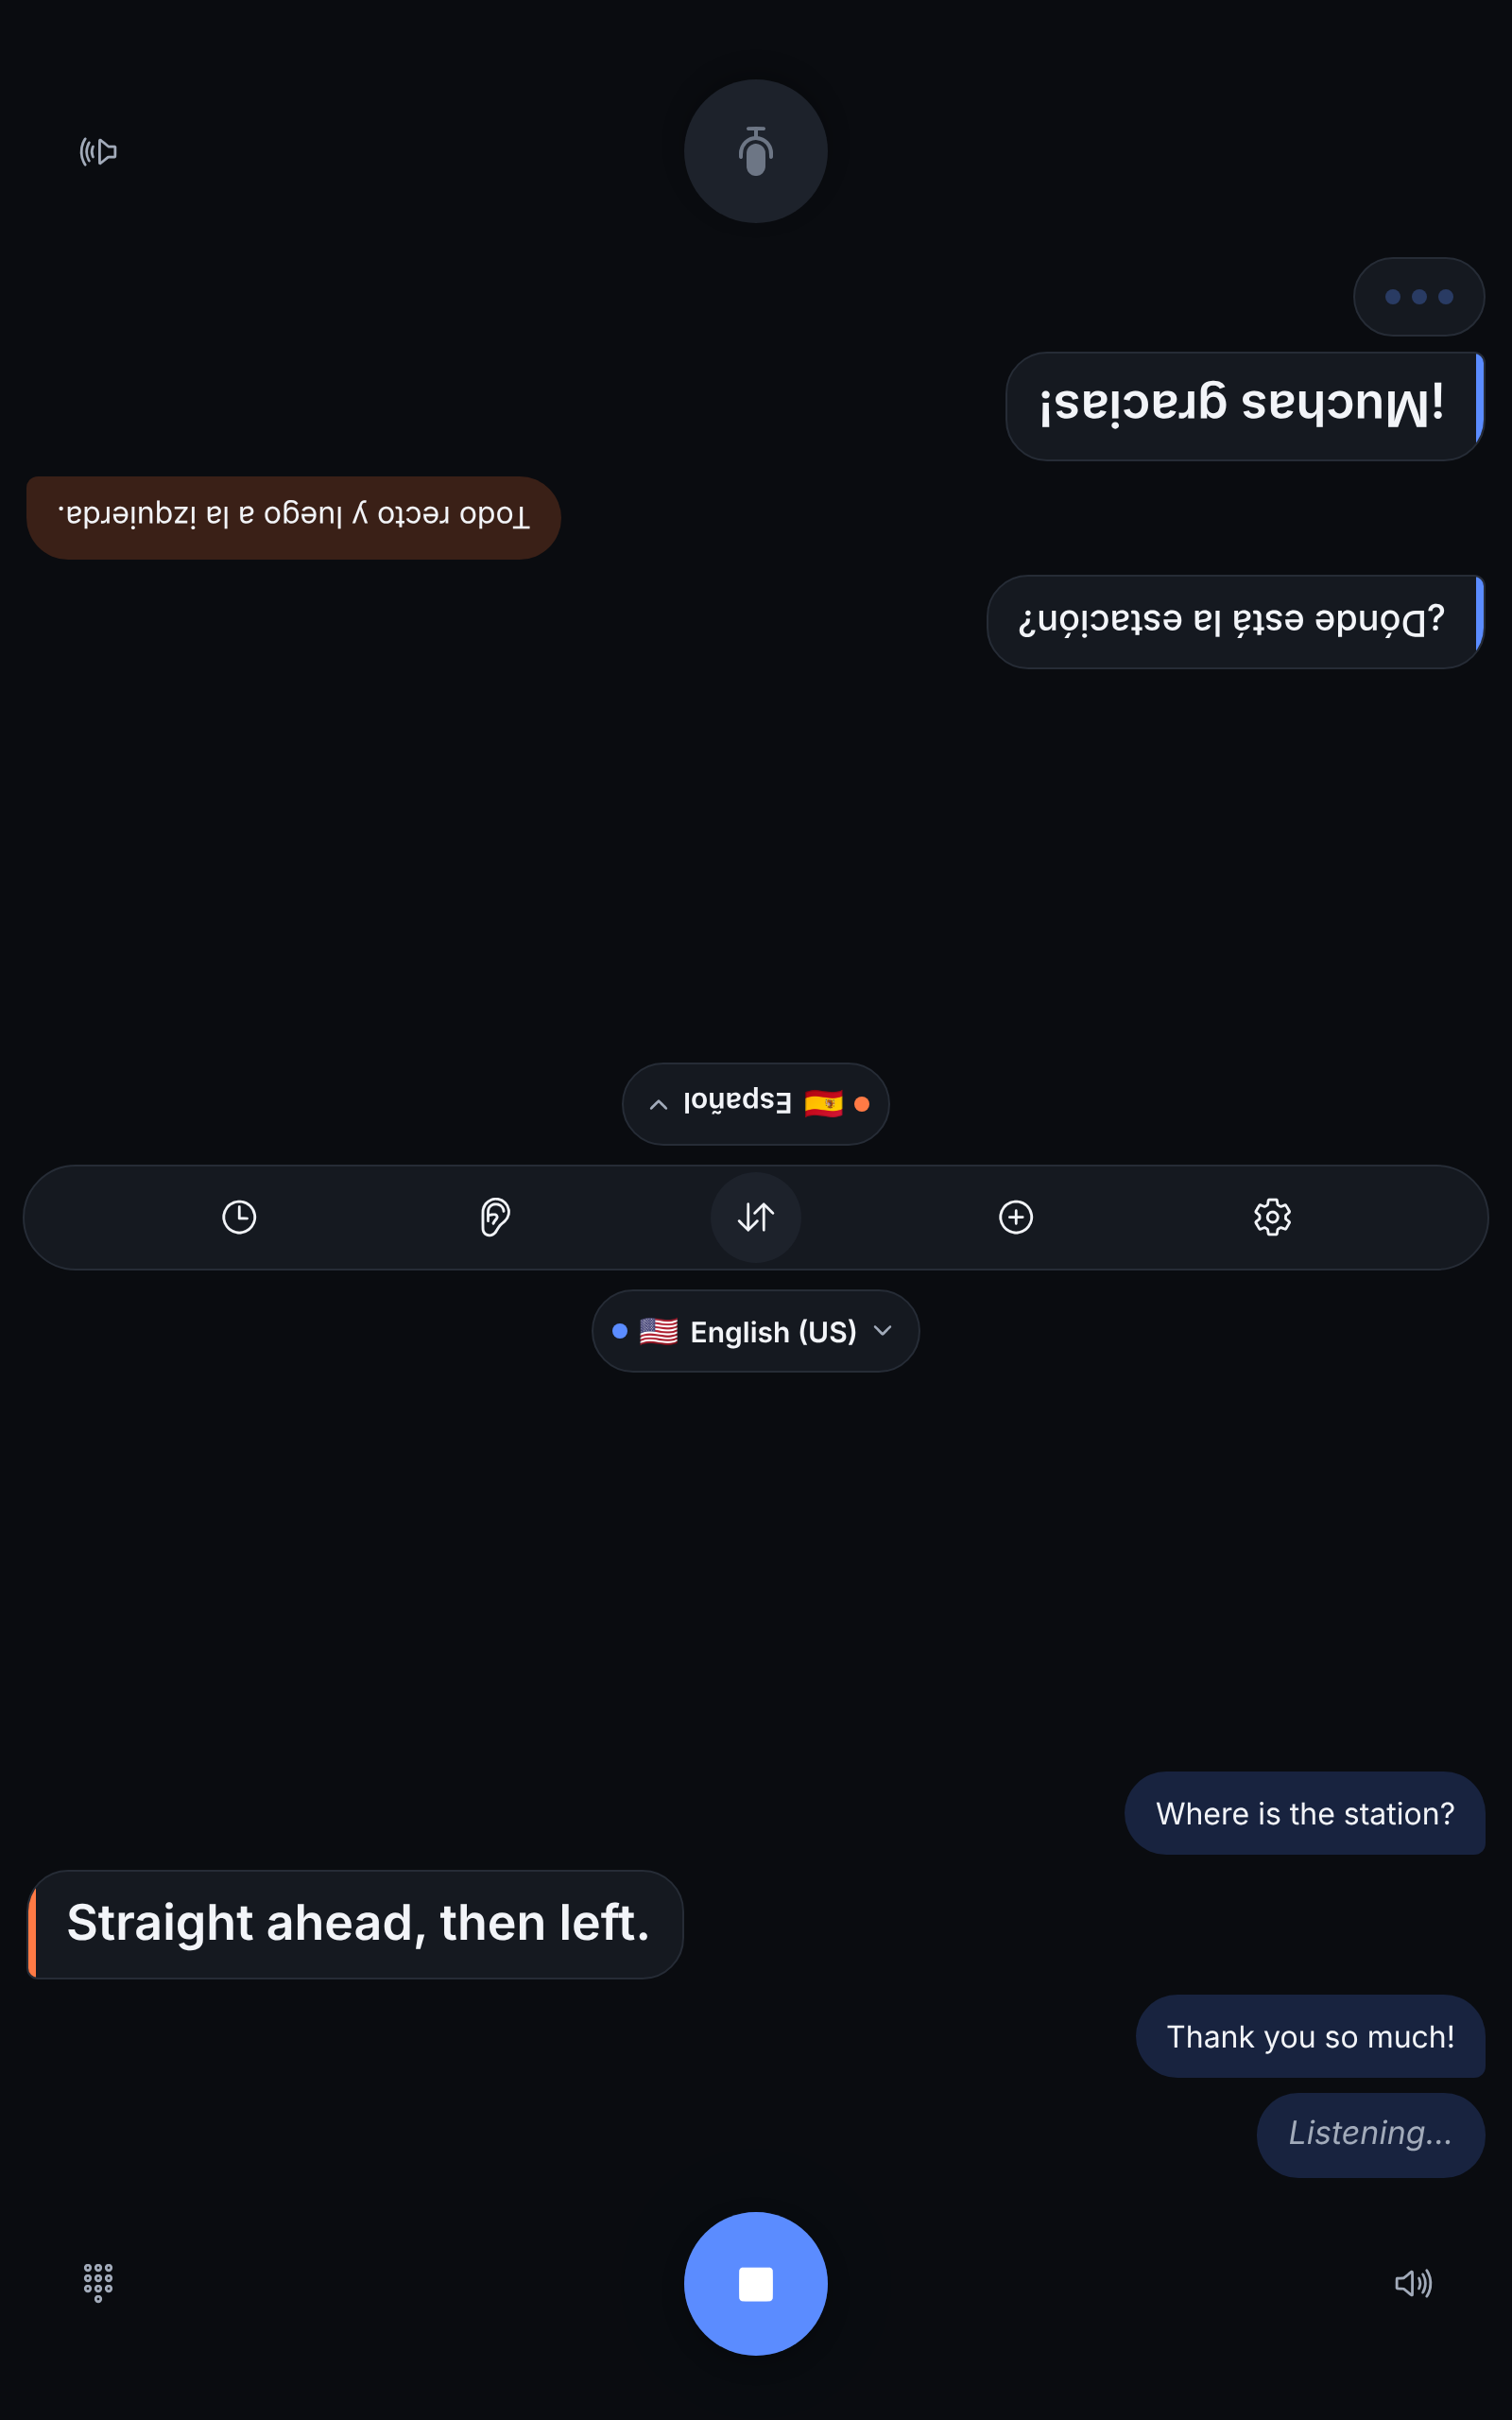 Español
¿Dónde está la estación?
Todo recto y luego a la izquierda.
¡Muchas gracias!
English (US)
Where is the station?
Straight ahead, then left.
Thank you so much!
Listening...